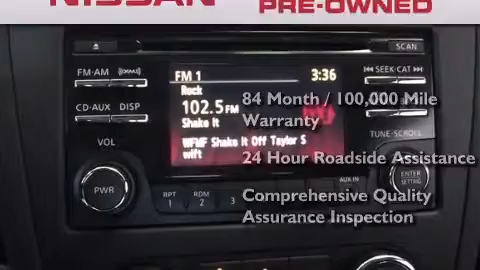 NISSAN
PRE-OWNED
SCAN
FM·AM
FM 1
3:36
SEEK·CAT
Rock
84 Month / 100,000 Mile
CD·AUX
DISP
102.5 FM
Warranty
Shake It
TUNE·SCROLL
VOL
WFMF Shake It Off Taylor S
wift
24 Hour Roadside Assistance
ENTER
SETTING
AUX IN
PWR
RPT
RDM
1
2
3
Comprehensive Quality
Assurance Inspection